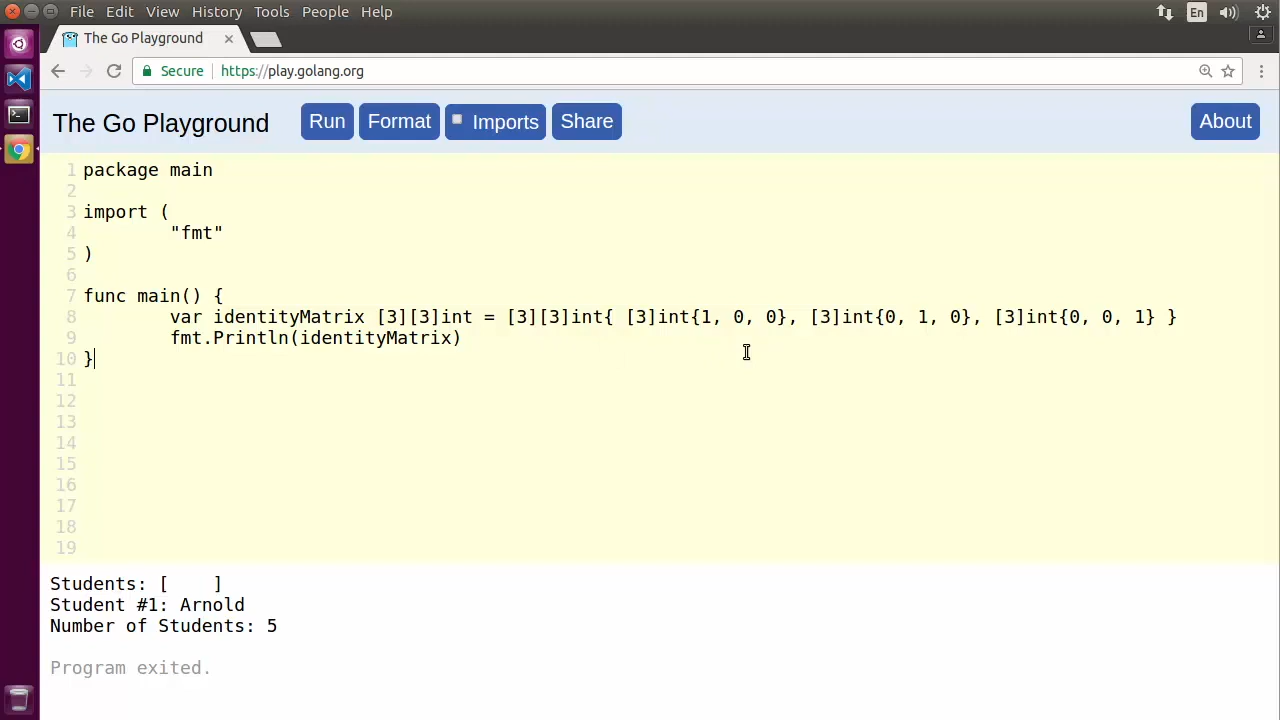 File Edit View History Tools People Help
En
The Go Playground
Secure https://play.golang.org
The Go Playground Run Format Imports Share About
1 package main
2
3 import (
4 "fmt"
5 )
6
7 func main() {
8 var identityMatrix [3][3]int = [3][3]int{ [3]int{1, 0, 0}, [3]int{0, 1, 0}, [3]int{0, 0, 1} }
9 fmt.Println(identityMatrix)
10 }
11
12
13
14
15
16
17
18
19
Students: [    ]
Student #1: Arnold
Number of Students: 5
Program exited.